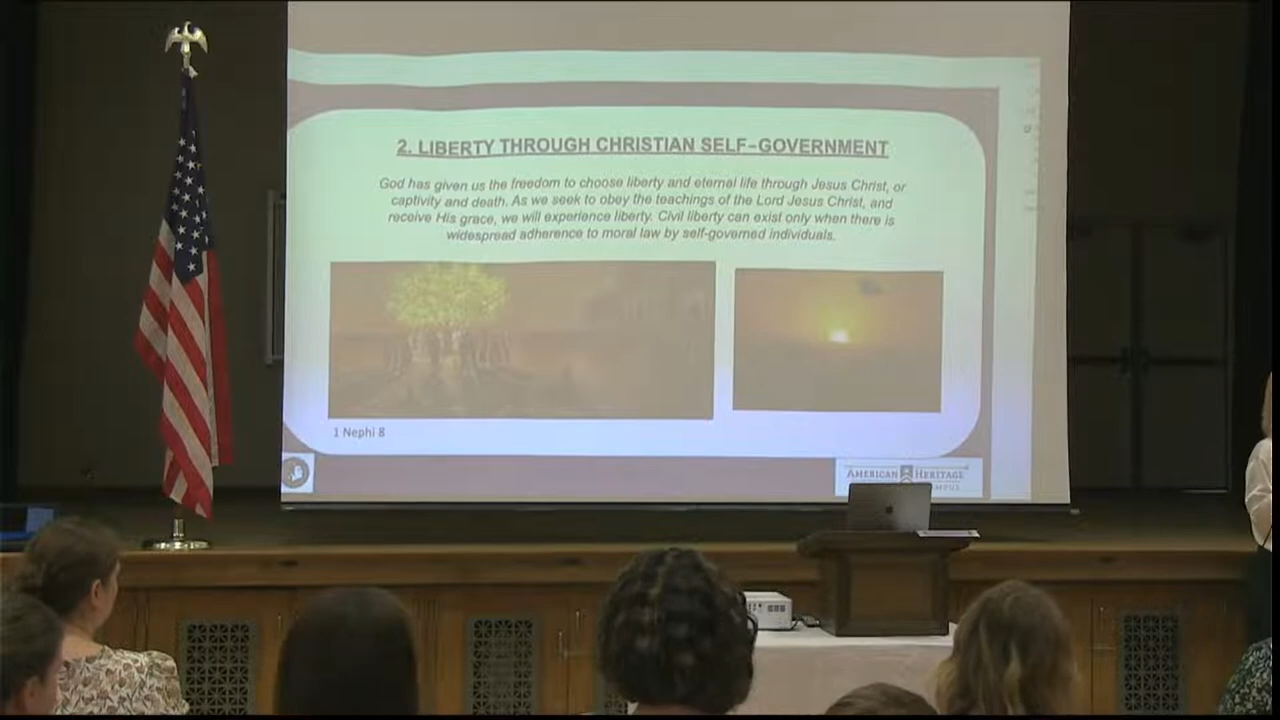 2. LIBERTY THROUGH CHRISTIAN SELF-GOVERNMENT
God has given us the freedom to choose liberty and eternal life through Jesus Christ, or
captivity and death. As we seek to obey the teachings of the Lord Jesus Christ, and
receive His grace, we will experience liberty. Civil liberty can exist only when there is
widespread adherence to moral law by self-governed individuals.
1 Nephi 8
AMERICAN HERITAGE